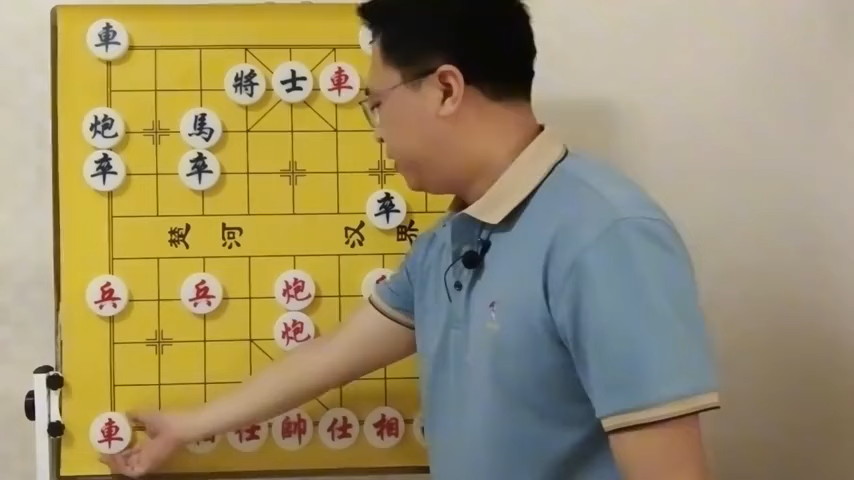 車
將 士 車
炮 馬
卒 卒
卒
楚 河 汉 界
兵 兵 炮
炮
車 仕 帥 仕 相